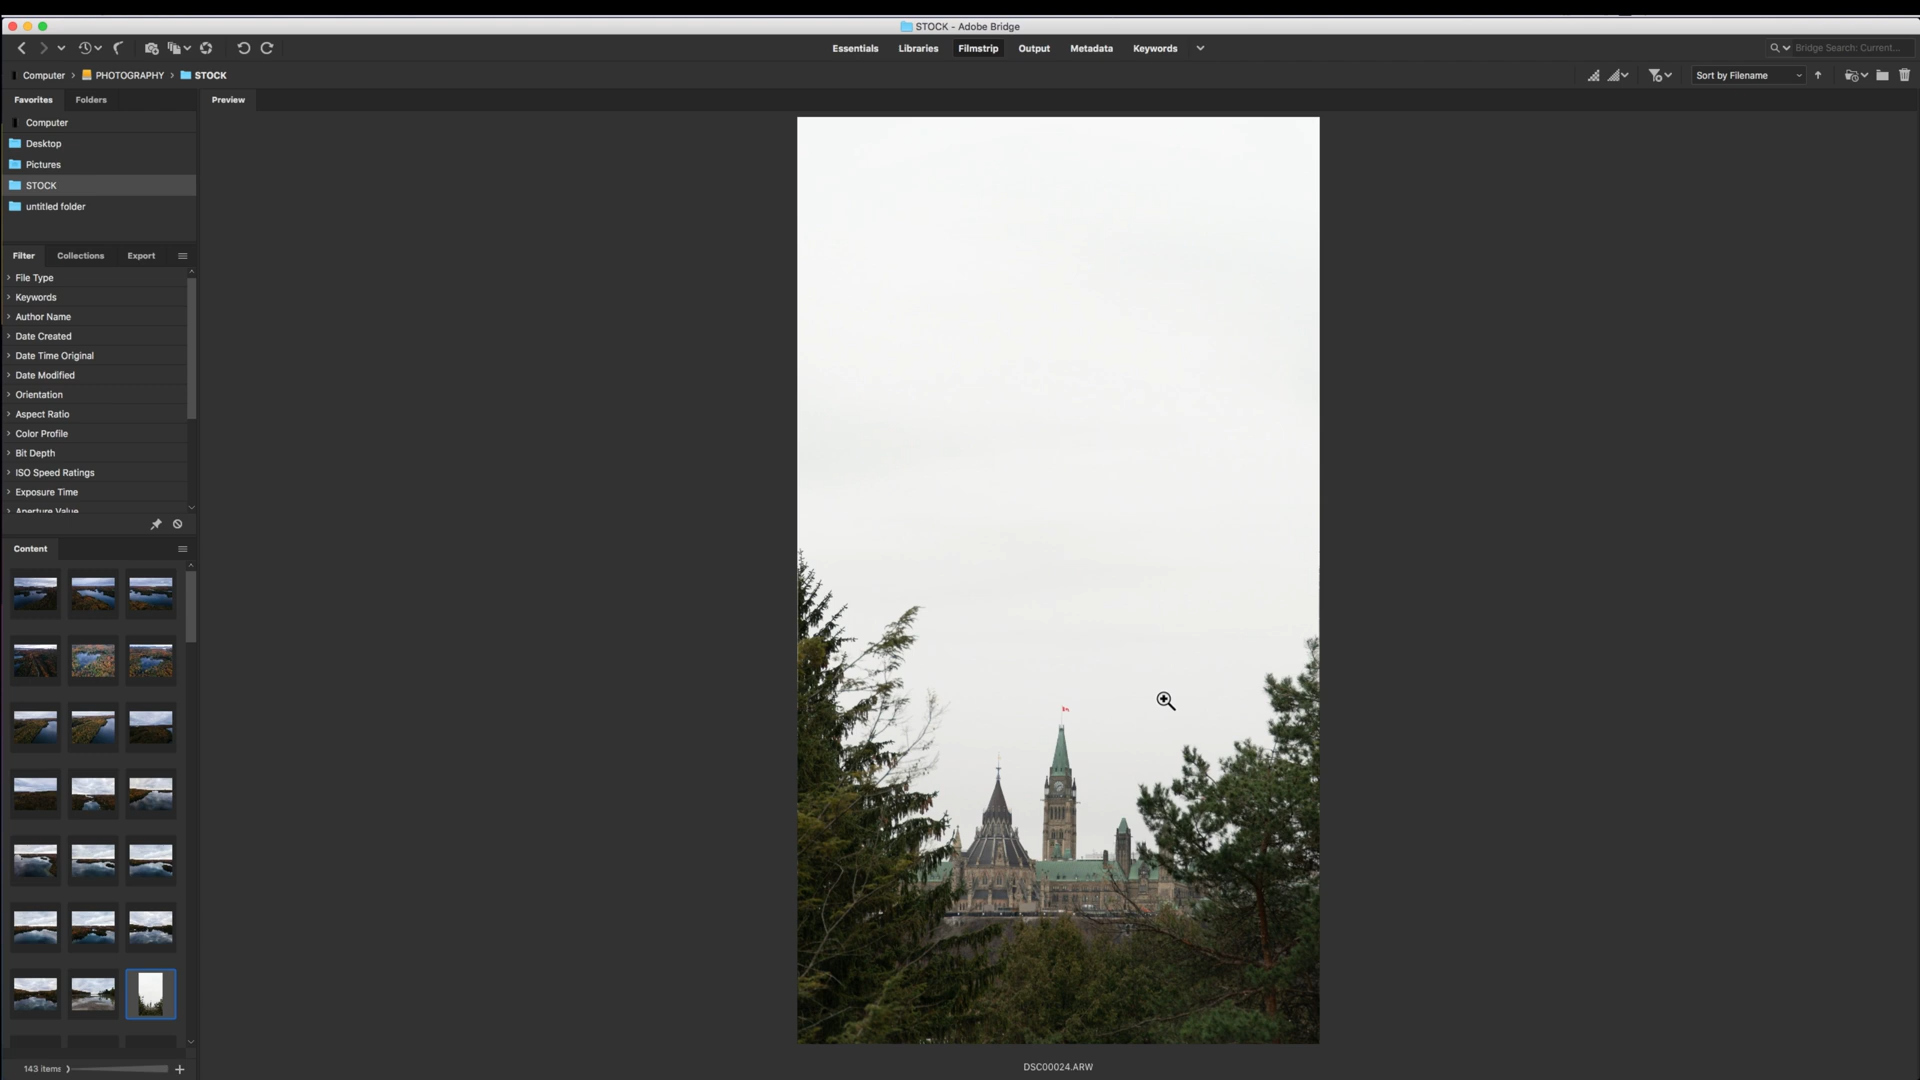 STOCK - Adobe Bridge
Essentials Libraries Filmstrip Output Metadata Keywords
Bridge Search: Current...
Computer PHOTOGRAPHY STOCK
Sort by Filename
Favorites Folders
Preview
Computer
Desktop
Pictures
STOCK
untitled folder
Filter Collections Export
File Type
Keywords
Author Name
Date Created
Date Time Original
Date Modified
Orientation
Aspect Ratio
Color Profile
Bit Depth
ISO Speed Ratings
Exposure Time
Aperture Value
Content
143 items
DSC00024.ARW